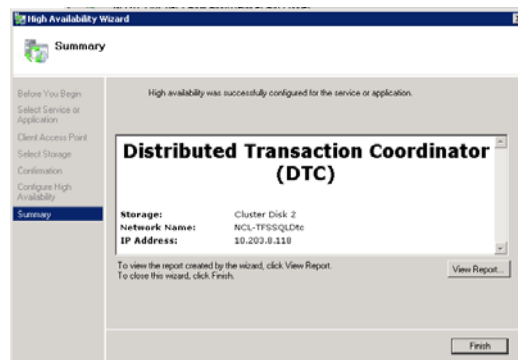 High Availability Wizard
Summary
Before You Begin
Select Service or
Application
Client Access Point
Select Storage
Confirmation
Configure High
Availability
Summary
High availability was successfully configured for the service or application.
Distributed Transaction Coordinator
(DTC)
Storage: Cluster Disk 2
Network Name: NCL-TFSSQLDtc
IP Address: 10.203.8.118
To view the report created by the wizard, click View Report.
To close this wizard, click Finish.
View Report...
Finish